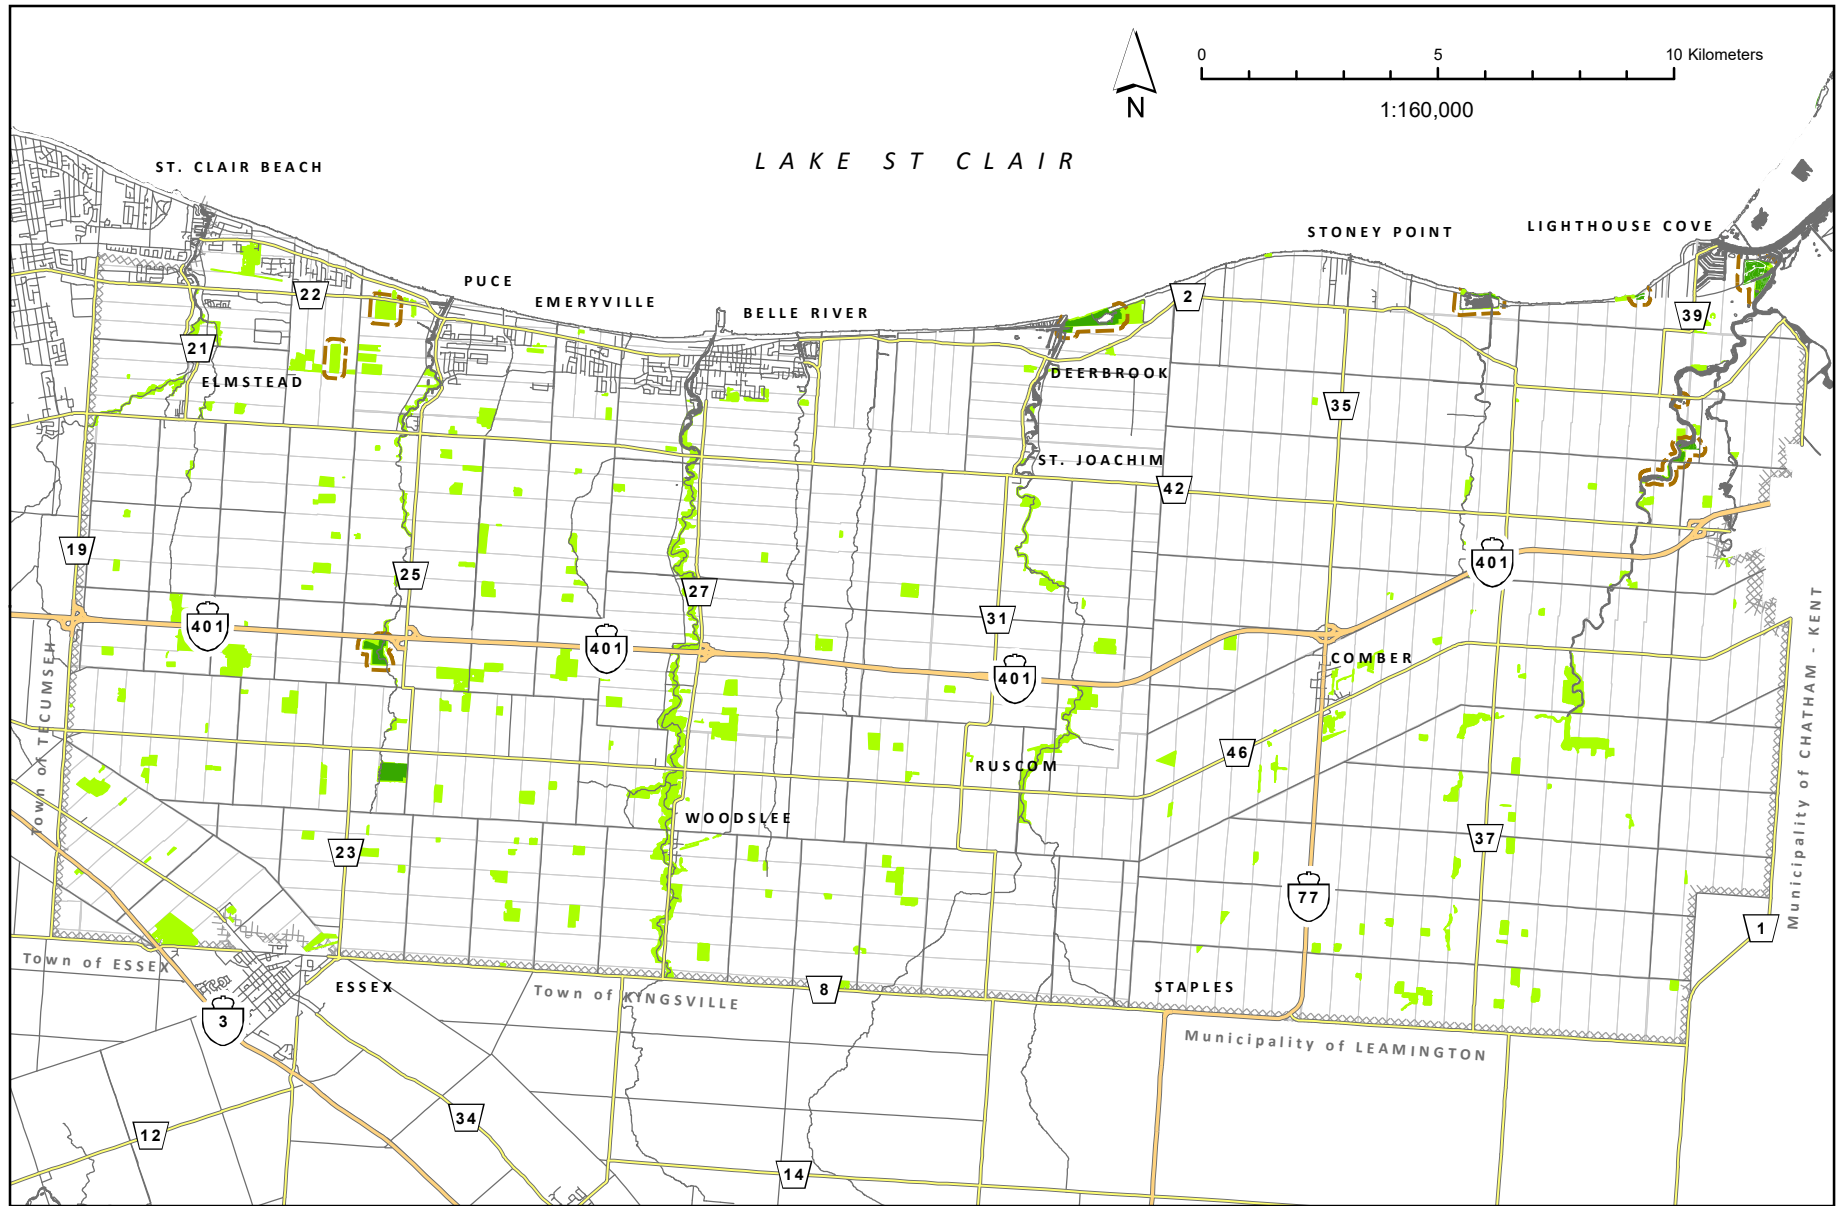 0 5 10 Kilometers
1:160,000
N
LAKE ST CLAIR
ST. CLAIR BEACH
STONEY POINT
LIGHTHOUSE COVE
PUCE
EMERYVILLE
BELLE RIVER
22
2
39
21
ELMSTEAD
DEERBROOK
35
ST. JOACHIM
42
19
25
27
401
31
401
401
401
COMBER
Town of TECUMSEH
Municipality of CHATHAM - KENT
46
RUSCOM
WOODSLEE
23
37
77
1
Town of ESSEX
ESSEX
Town of KINGSVILLE
8
STAPLES
3
Municipality of LEAMINGTON
34
12
14